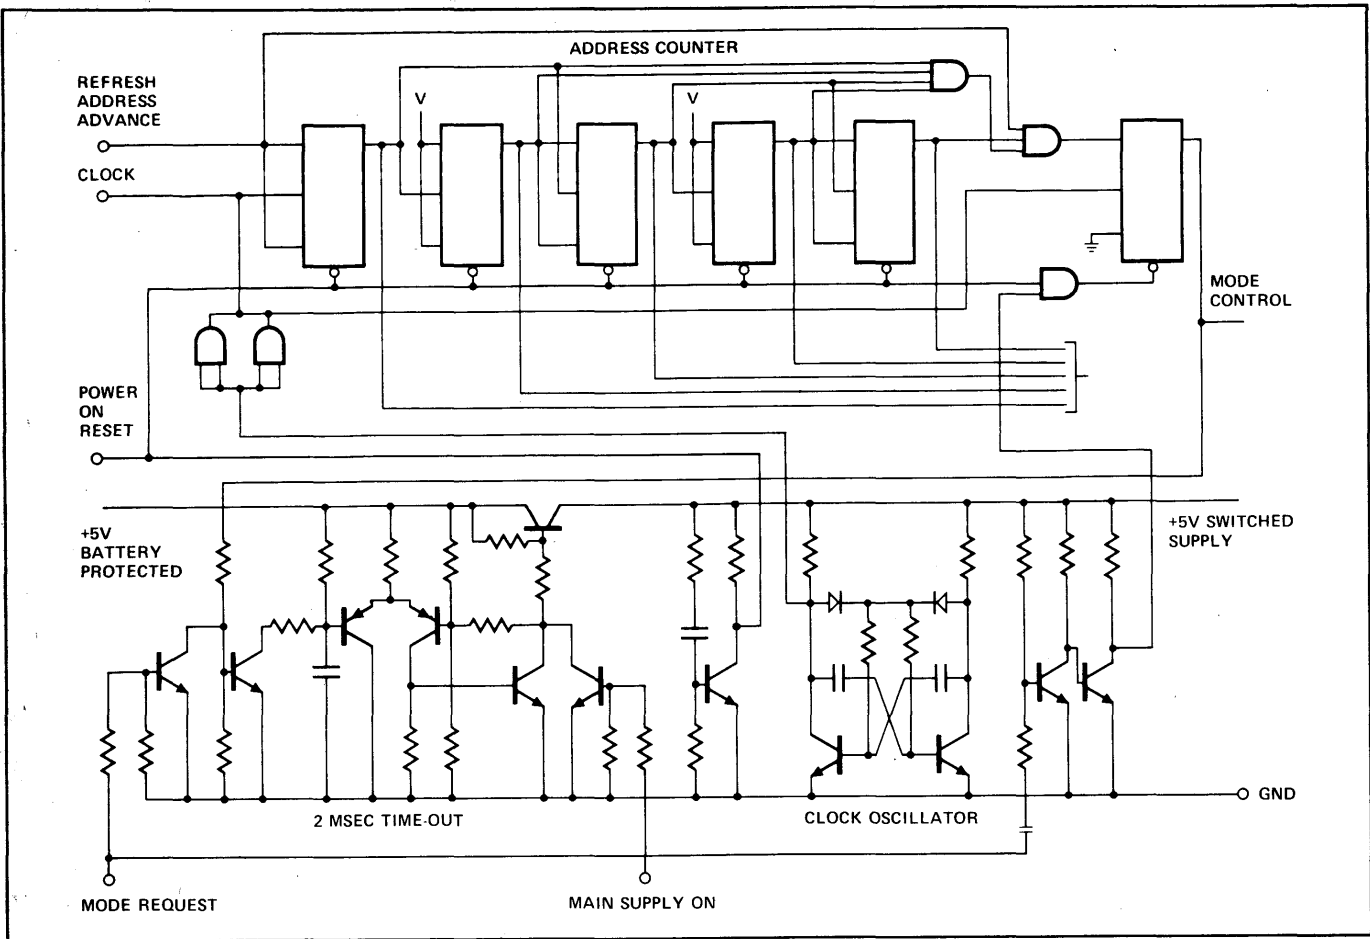 ADDRESS COUNTER
REFRESH
ADDRESS
ADVANCE
V
V
CLOCK
MODE
CONTROL
POWER
ON
RESET
+5V
BATTERY
PROTECTED
+5V SWITCHED
SUPPLY
GND
2 MSEC TIME-OUT
CLOCK OSCILLATOR
MODE REQUEST
MAIN SUPPLY ON